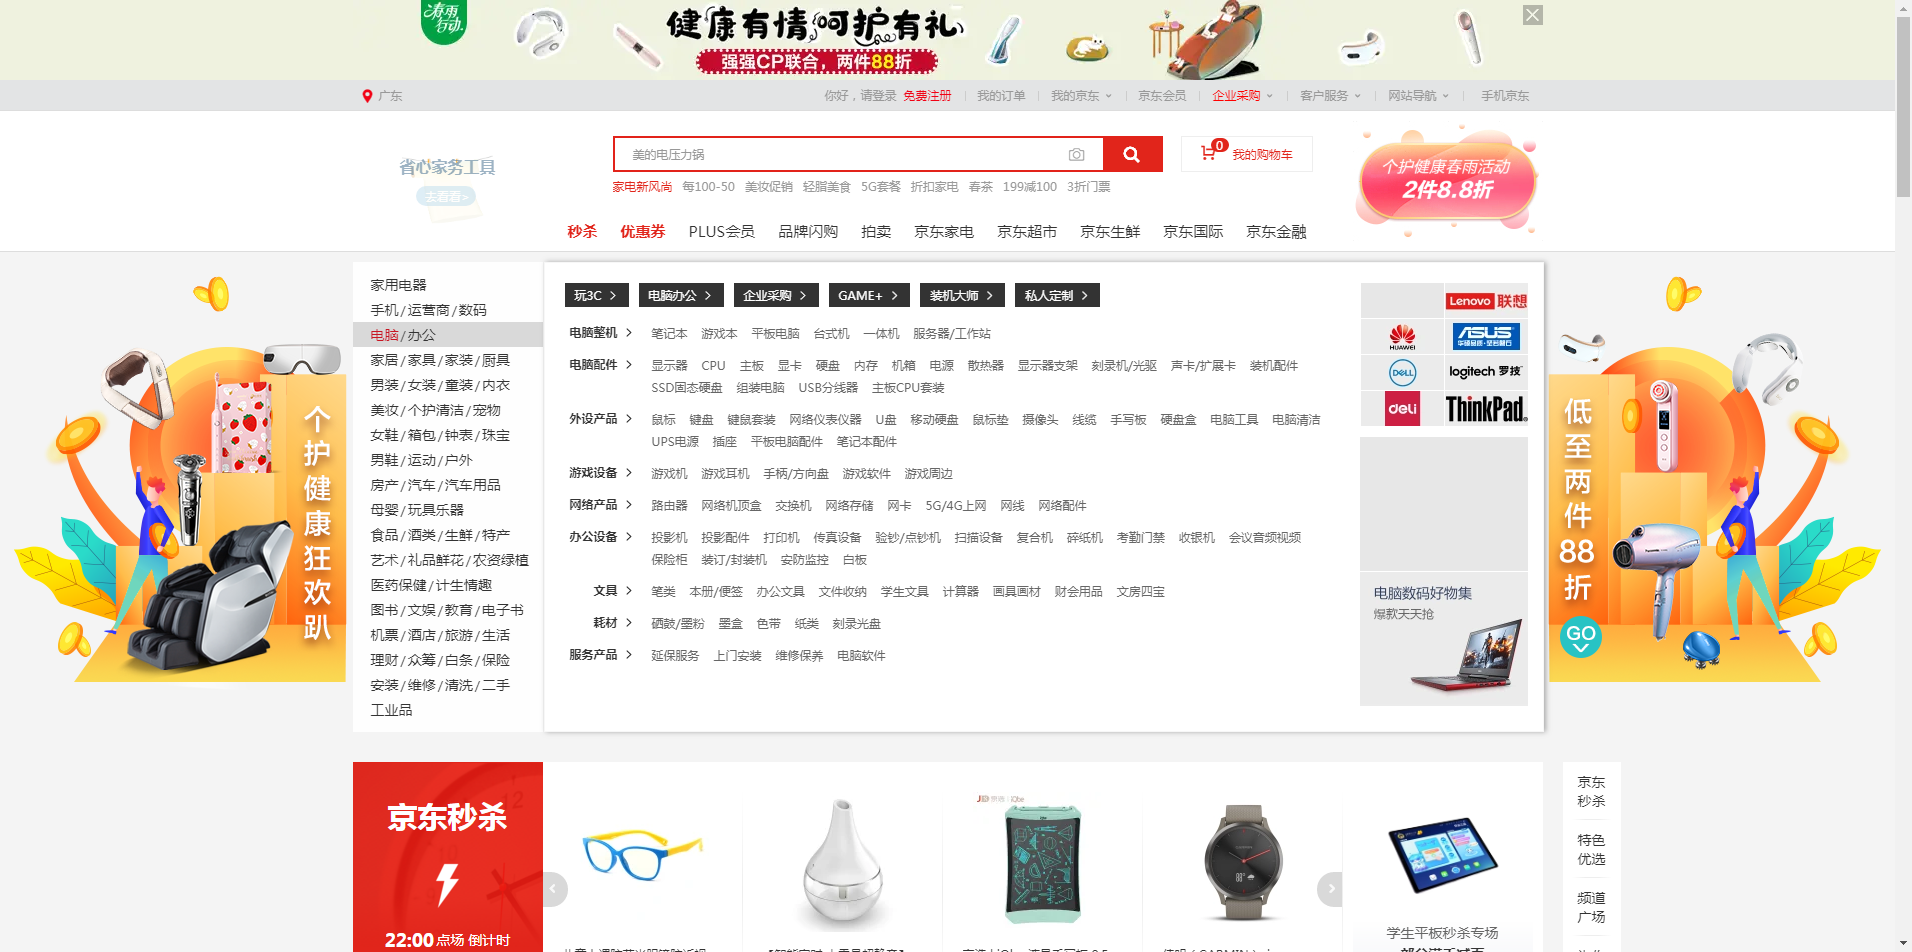 春雨行动
健康有情呵护有礼
强强CP联合，两件88折
广东
你好，请登录 免费注册 我的订单 我的京东 京东会员 企业采购 客户服务 网站导航 手机京东
省心家务工具
去看看>
美的电压力锅
0 我的购物车
个护健康春雨活动
2件8.8折
家电新风尚 每100-50 美妆促销 轻脂美食 5G套餐 折扣家电 春茶 199减100 3折门票
秒杀 优惠券 PLUS会员 品牌闪购 拍卖 京东家电 京东超市 京东生鲜 京东国际 京东金融
家用电器
手机/运营商/数码
电脑/办公
家居/家具/家装/厨具
男装/女装/童装/内衣
美妆/个护清洁/宠物
女鞋/箱包/钟表/珠宝
男鞋/运动/户外
房产/汽车/汽车用品
母婴/玩具乐器
食品/酒类/生鲜/特产
艺术/礼品鲜花/农资绿植
医药保健/计生情趣
图书/文娱/教育/电子书
机票/酒店/旅游/生活
理财/众筹/白条/保险
安装/维修/清洗/二手
工业品
玩3C 电脑办公 企业采购 GAME+ 装机大师 私人定制
电脑整机 笔记本 游戏本 平板电脑 台式机 一体机 服务器/工作站
电脑配件 显示器 CPU 主板 显卡 硬盘 内存 机箱 电源 散热器 显示器支架 刻录机/光驱 声卡/扩展卡 装机配件
SSD固态硬盘 组装电脑 USB分线器 主板CPU套装
外设产品 鼠标 键盘 键鼠套装 网络仪表仪器 U盘 移动硬盘 鼠标垫 摄像头 线缆 手写板 硬盘盒 电脑工具 电脑清洁
UPS电源 插座 平板电脑配件 笔记本配件
游戏设备 游戏机 游戏耳机 手柄/方向盘 游戏软件 游戏周边
网络产品 路由器 网络机顶盒 交换机 网络存储 网卡 5G/4G上网 网线 网络配件
办公设备 投影机 投影配件 打印机 传真设备 验钞/点钞机 扫描设备 复合机 碎纸机 考勤门禁 收银机 会议音频视频
保险柜 装订/封装机 安防监控 白板
文具 笔类 本册/便签 办公文具 文件收纳 学生文具 计算器 画具画材 财会用品 文房四宝
耗材 硒鼓/墨粉 墨盒 色带 纸类 刻录光盘
服务产品 延保服务 上门安装 维修保养 电脑软件
Lenovo 联想
HUAWEI
ASUS
华硕品质·坚若磐石
DELL
logitech 罗技
deli
ThinkPad
电脑数码好物集
爆款天天抢
个护健康狂欢趴
低至两件88折
GO
京东秒杀
22:00 点场 倒计时
学生平板秒杀专场
京东
秒杀
特色
优选
频道
广场